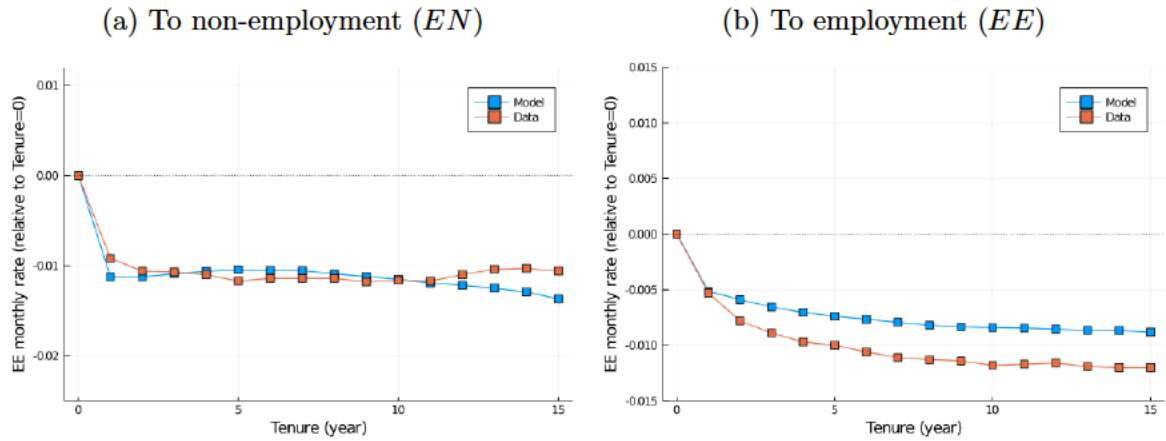 (a) To non-employment (EN)
(b) To employment (EE)
EE monthly rate (relative to Tenure=0)
0.01
0.00
-0.01
-0.02
Model
Data
0
5
10
15
Tenure (year)
EE monthly rate (relative to Tenure=0)
0.015
0.010
0.005
0.000
-0.005
-0.010
-0.015
Model
Data
0
5
10
15
Tenure (year)